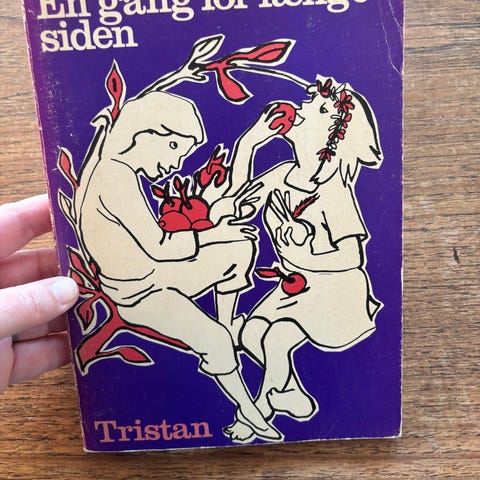 En gang for længe
siden
Tristan